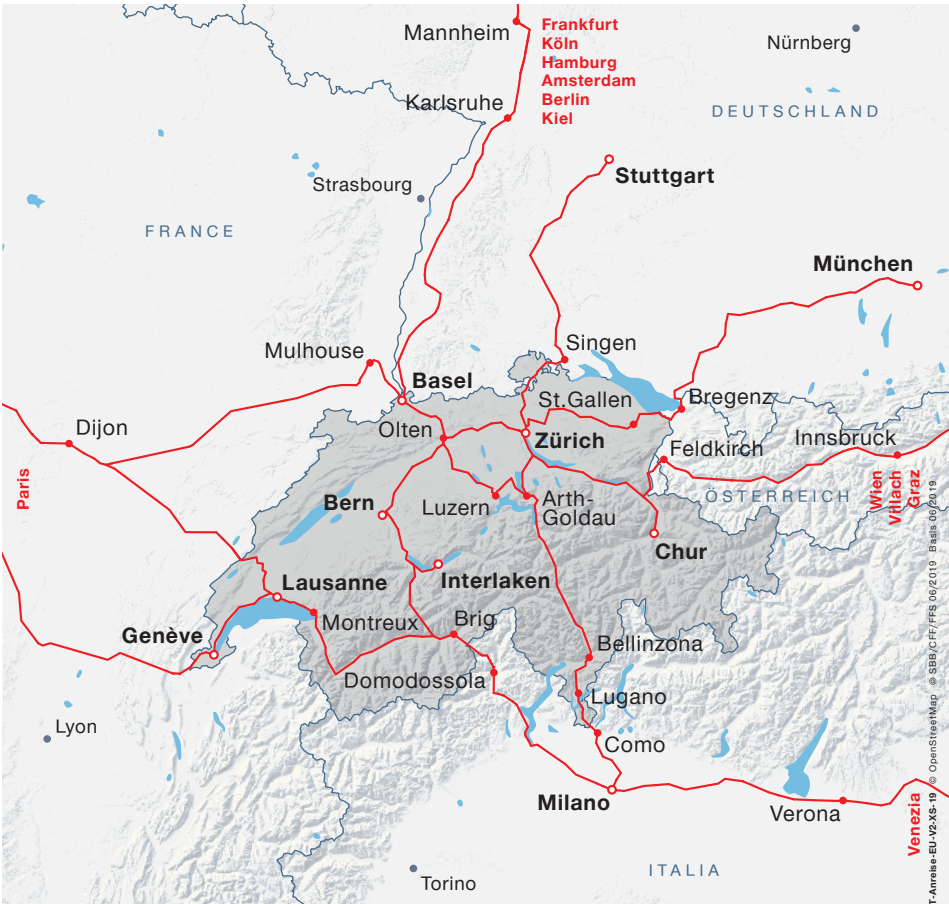 Mannheim
Frankfurt
Köln
Hamburg
Amsterdam
Berlin
Kiel
Nürnberg
Karlsruhe
DEUTSCHLAND
Stuttgart
Strasbourg
FRANCE
München
Singen
Mulhouse
Basel
St.Gallen
Bregenz
Dijon
Olten
Zürich
Feldkirch
Innsbruck
Paris
Bern
Luzern
Arth-
Goldau
ÖSTERREICH
Wien
Villach
Graz
Chur
Lausanne
Interlaken
Montreux
Brig
Genève
Bellinzona
Domodossola
Lugano
Lyon
Como
Milano
Verona
Venezia
Torino
ITALIA
T-Anreise-EU-V2-XS-19 © OpenStreetMap © SBB/CFF/FFS 06/2019 Basis 06/2019